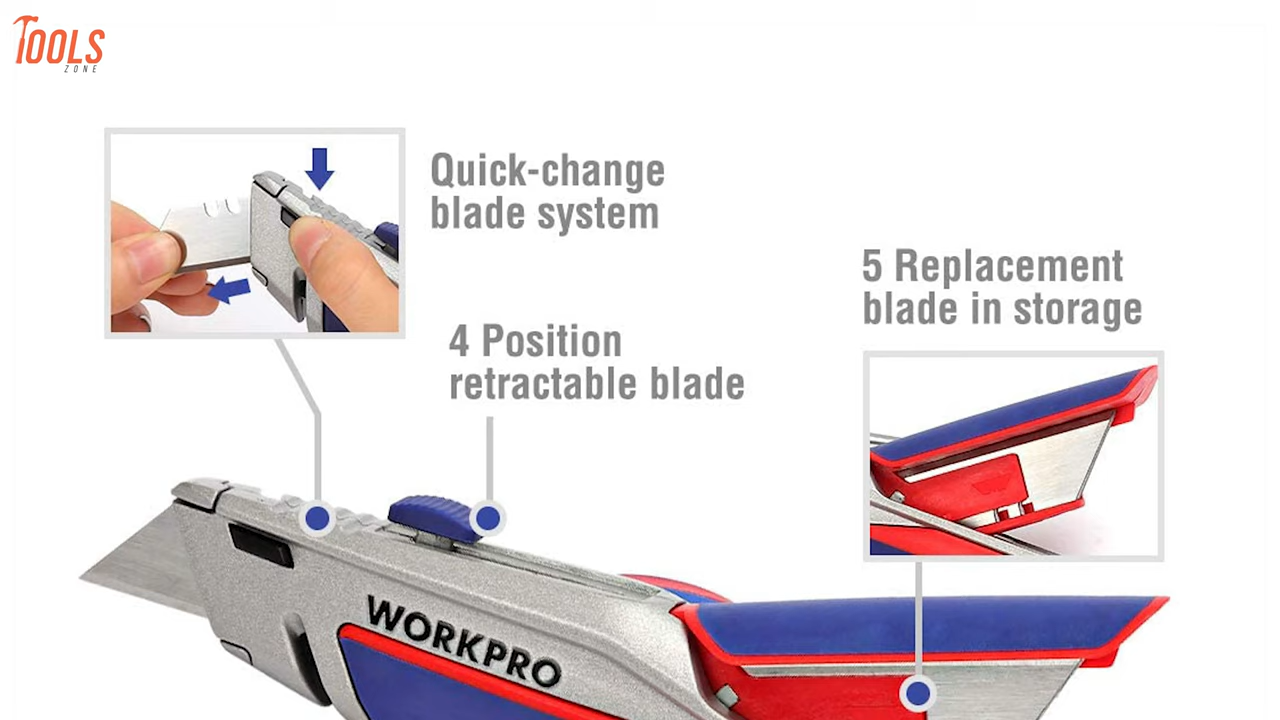 TOOLS
ZONE
Quick-change
blade system
5 Replacement
blade in storage
4 Position
retractable blade
WORKPRO